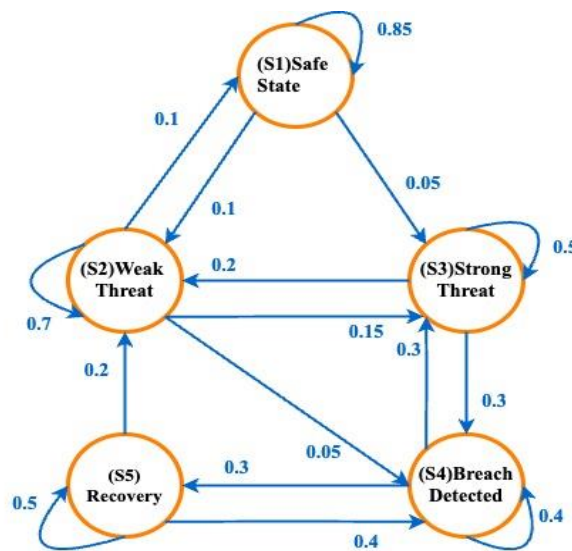 0.85
(S1)Safe
State
0.1
0.1
0.05
(S2)Weak
Threat
0.2
(S3)Strong
Threat
0.5
0.7
0.15
0.3
0.2
0.3
0.05
(S5)
Recovery
0.3
(S4)Breach
Detected
0.5
0.4
0.4